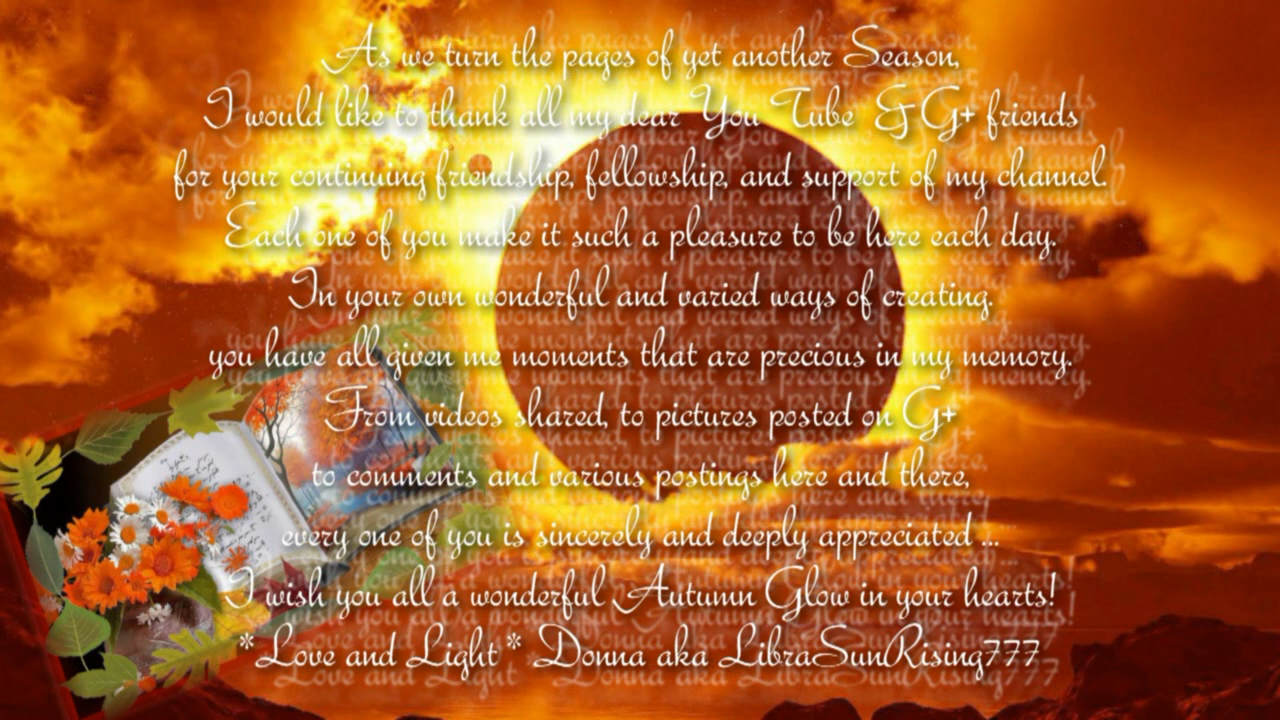 As we turn the pages of yet another Season,
I would like to thank all my dear You Tube & G+ friends
for your continuing friendship, fellowship, and support of my channel.
Each one of you make it such a pleasure to be here each day.
In your own wonderful and varied ways of creating.
you have all given me moments that are precious in my memory.
From videos shared, to pictures posted on G+
to comments and various postings here and there,
every one of you is sincerely and deeply appreciated ...
I wish you all a wonderful Autumn Glow in your hearts!
*Love and Light* Donna aka LibraSunRising777